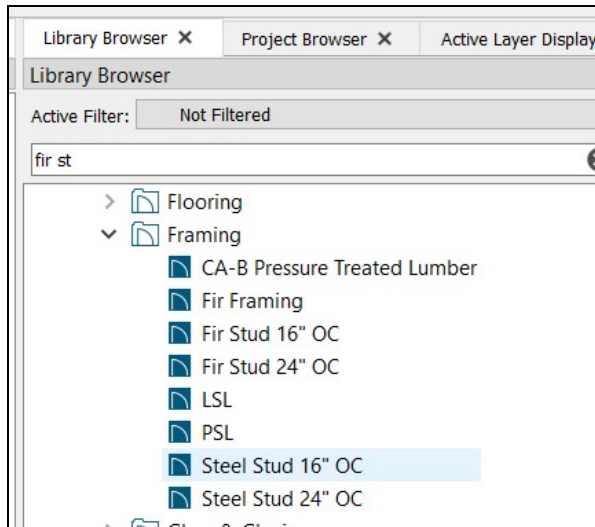 Library Browser Project Browser Active Layer Display
Library Browser
Active Filter: Not Filtered
fir st
Flooring
Framing
CA-B Pressure Treated Lumber
Fir Framing
Fir Stud 16" OC
Fir Stud 24" OC
LSL
PSL
Steel Stud 16" OC
Steel Stud 24" OC